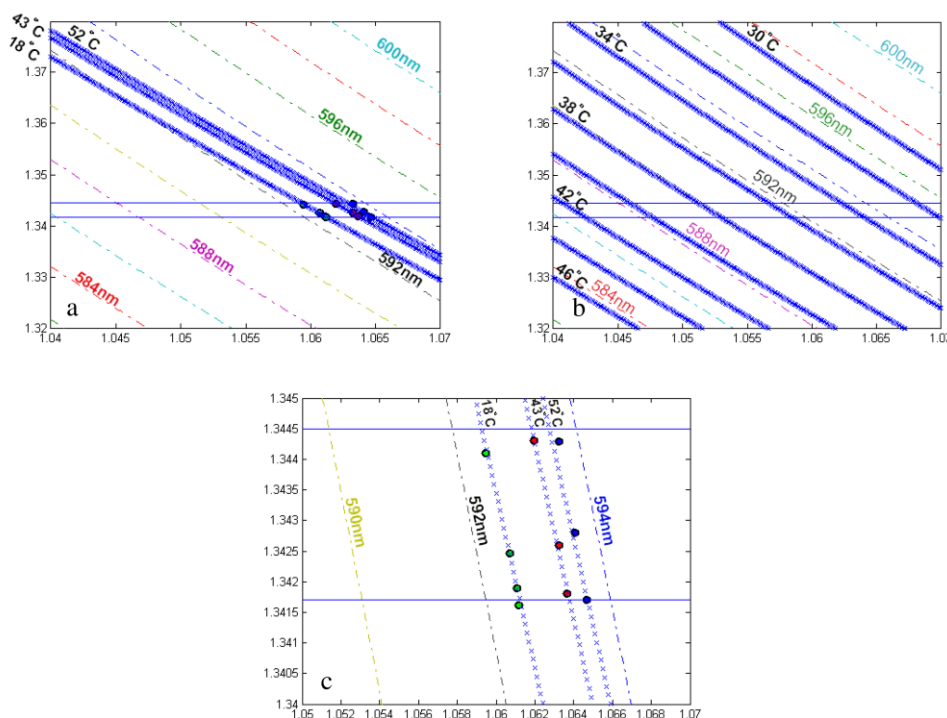 43°C
18°C
52°C
600nm
596nm
592nm
588nm
584nm
a
1.37
1.36
1.35
1.34
1.33
1.32
1.04
1.045
1.05
1.055
1.06
1.065
1.07
34°C
30°C
600nm
38°C
596nm
592nm
42°C
588nm
46°C
584nm
b
1.37
1.36
1.35
1.34
1.33
1.32
1.04
1.045
1.05
1.055
1.06
1.065
1.345
1.3445
1.344
1.3435
1.343
1.3425
1.342
1.3415
1.341
1.3405
1.34
18°C
43°C
52°C
590nm
592nm
594nm
c
1.05
1.052
1.054
1.056
1.058
1.06
1.062
1.064
1.066
1.068
1.07